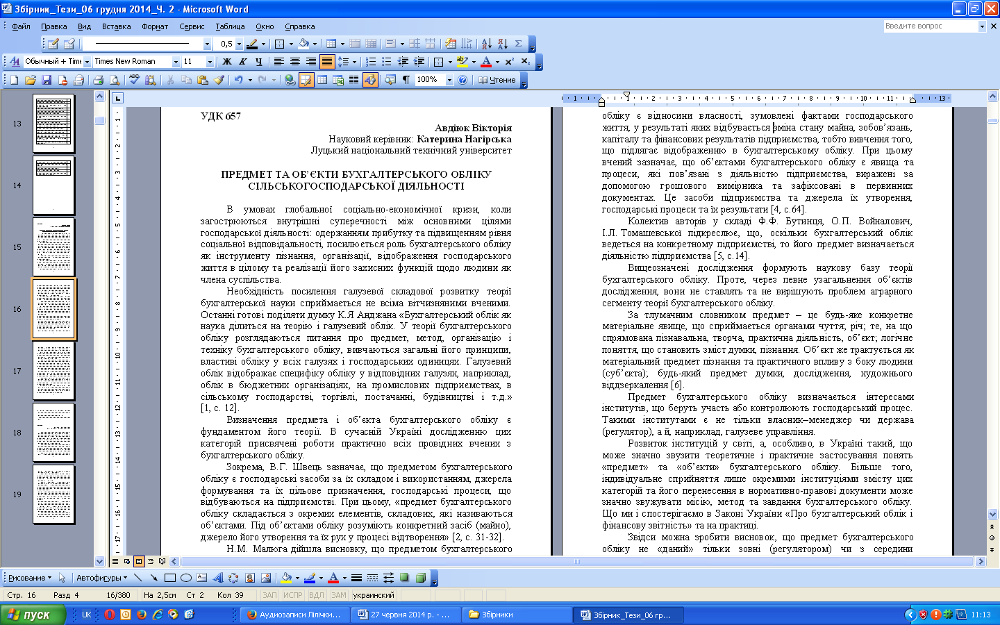 Збірник_Тези_06 грудня 2014_Ч. 2 - Microsoft Word
Файл Правка Вид Вставка Формат Сервис Таблица Окно Справка
Введите вопрос
0,5
Обычный + Time
Times New Roman
11
Ж К Ч
100%
Чтение
13
14
15
16
17
18
19
УДК 657
Авдіюк Вікторія
Науковий керівник: Катерина Нагірська
Луцький національний технічний університет
ПРЕДМЕТ ТА ОБ’ЄКТИ БУХГАЛТЕРСЬКОГО ОБЛІКУ
СІЛЬСЬКОГОСПОДАРСЬКОЇ ДІЯЛЬНОСТІ
В умовах глобальної соціально-економічної кризи, коли
загострюються внутрішні суперечності між основними цілями
господарської діяльності: одержанням прибутку та підвищенням рівня
соціальної відповідальності, посилюється роль бухгалтерського обліку
як інструменту пізнання, організації, відображення господарського
життя в цілому та реалізації його захисних функцій щодо людини як
члена суспільства.
Необхідність посилення галузевої складової розвитку теорії
бухгалтерської науки сприймається не всіма вітчизняними вченими.
Останні готові поділяти думку К.Я Анджана «Бухгалтерський облік як
наука ділиться на теорію і галузевий облік. У теорії бухгалтерського
обліку розглядаються питання про предмет, метод, організацію і
техніку бухгалтерського обліку, вивчаються загальні його принципи,
властиві обліку у всіх галузях і господарських одиницях. Галузевий
облік відображає специфіку обліку у відповідних галузях, наприклад,
облік в бюджетних організаціях, на промислових підприємствах, в
сільському господарстві, торгівлі, постачанні, будівництві і т.д.»
[1, с. 12].
Визначення предмета і об’єкта бухгалтерського обліку є
фундаментом його теорії. В сучасній Україні дослідженню цих
категорій присвячені роботи практично всіх провідних вчених з
бухгалтерського обліку.
Зокрема, В.Г. Швець зазначає, що предметом бухгалтерського
обліку є господарські засоби за їх складом і використанням, джерела
формування та їх цільове призначення, господарські процеси, що
відбуваються на підприємстві. При цьому, «предмет бухгалтерського
обліку складається з окремих елементів, складових, які називаються
об’єктами. Під об’єктами обліку розуміють конкретний засіб (майно),
джерело його утворення та їх рух у процесі відтворення» [2, с. 31-32].
Н.М. Малюга дійшла висновку, що предметом бухгалтерського
обліку є відносини власності, зумовлені фактами господарського
життя, у результаті яких відбувається зміна стану майна, зобов’язань,
капіталу та фінансових результатів підприємства, тобто вивчення того,
що підлягає відображенню в бухгалтерському обліку. При цьому
вчений зазначає, що об’єктами бухгалтерського обліку є явища та
процеси, які пов’язані з діяльністю підприємства, виражені за
допомогою грошового вимірника та зафіксовані в первинних
документах. Це засоби підприємства та джерела їх утворення,
господарські процеси та їх результати [4, с.64].
Колектив авторів у складі Ф.Ф. Бутинця, О.П. Войналович,
І.Л. Томашевської підкреслює, що, оскільки бухгалтерський облік
ведеться на конкретному підприємстві, то його предмет визначається
діяльністю підприємства [5, с.14].
Вищеозначені дослідження формують наукову базу теорії
бухгалтерського обліку. Проте, через певне узагальнення об’єктів
дослідження, вони не ставлять та не вирішують проблем аграрного
сегменту теорії бухгалтерського обліку.
За тлумачним словником предмет – це будь-яке конкретне
матеріальне явище, що сприймається органами чуття; річ; те, на що
спрямована пізнавальна, творча, практична діяльність, об’єкт; логічне
поняття, що становить зміст думки, пізнання. Об’єкт же трактується як
матеріальний предмет пізнання та практичного впливу з боку людини
(суб’єкта); будь-який предмет думки, дослідження, художнього
віддзеркалення [6].
Предмет бухгалтерського обліку визначається інтересами
інститутів, що беруть участь або контролюють господарський процес.
Такими інститутами є не тільки власник–менеджер чи держава
(регулятор), а й, наприклад, галузеве управління.
Розвиток інституцій у світі, а, особливо, в Україні такий, що
може значно звузити теоретичне і практичне застосування понять
«предмет» та «об’єкти» бухгалтерського обліку. Більше того,
індивідуальне сприйняття лише окремими інституціями змісту цих
категорій та його перенесення в нормативно-правові документи може
значно звужувати місію, метод та завдання бухгалтерського обліку.
Що ми і спостерігаємо в Законі України «Про бухгалтерський облік і
фінансову звітність» та на практиці.
Звідси можна зробити висновок, що предмет бухгалтерського
обліку не «даний» тільки зовні (регулятором) чи з середини
Рисование Автофигуры
Стр. 16 Разд 4 16/380 На 2,5см Ст 2 Кол 39 ЗАП ИСПР ВДЛ ЗАМ украинский
пуск
UK
Аудиозаписи Лілічки...
27 червня 2014 р. - ...
Збірники
Збірник_Тези_06 гр...
11:13